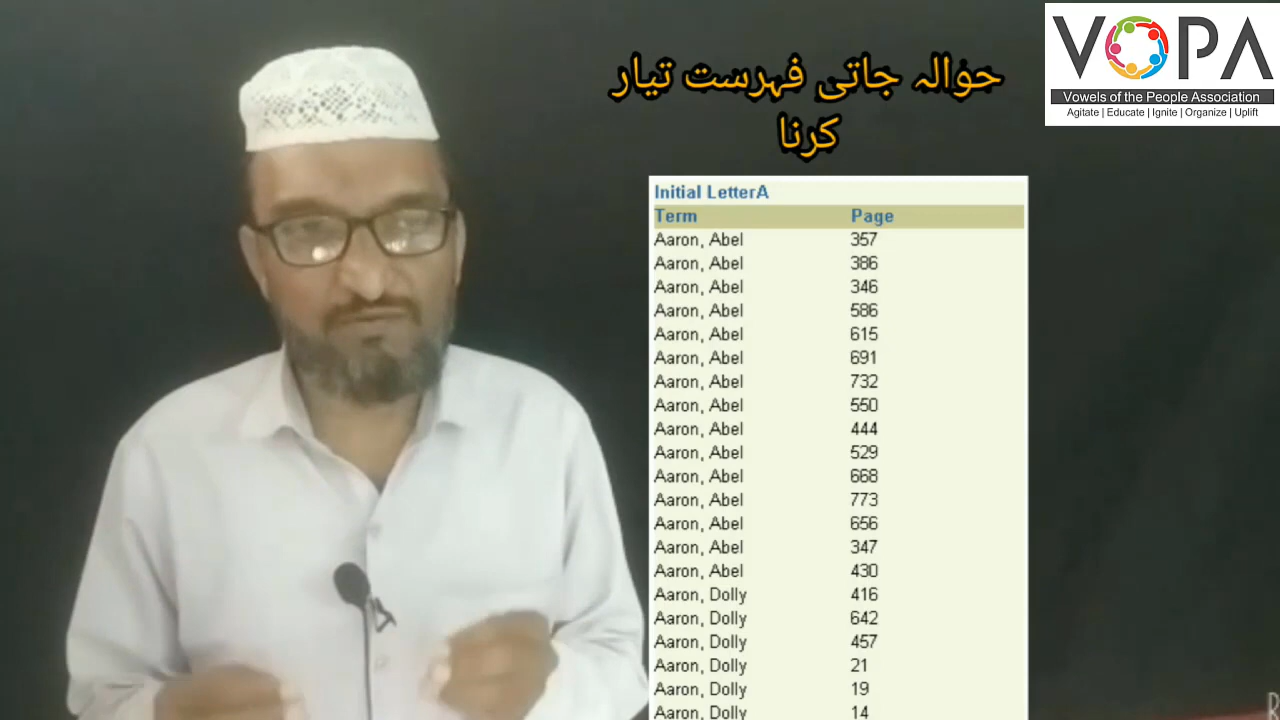 حوالہ جاتی فہرست تیار
کرنا
VOPA
Vowels of the People Association
Agitate | Educate | Ignite | Organize | Uplift
Initial LetterA
Term Page
Aaron, Abel 357
Aaron, Abel 386
Aaron, Abel 346
Aaron, Abel 586
Aaron, Abel 615
Aaron, Abel 691
Aaron, Abel 732
Aaron, Abel 550
Aaron, Abel 444
Aaron, Abel 529
Aaron, Abel 668
Aaron, Abel 773
Aaron, Abel 656
Aaron, Abel 347
Aaron, Abel 430
Aaron, Dolly 416
Aaron, Dolly 642
Aaron, Dolly 457
Aaron, Dolly 21
Aaron, Dolly 19
Aaron, Dolly 14